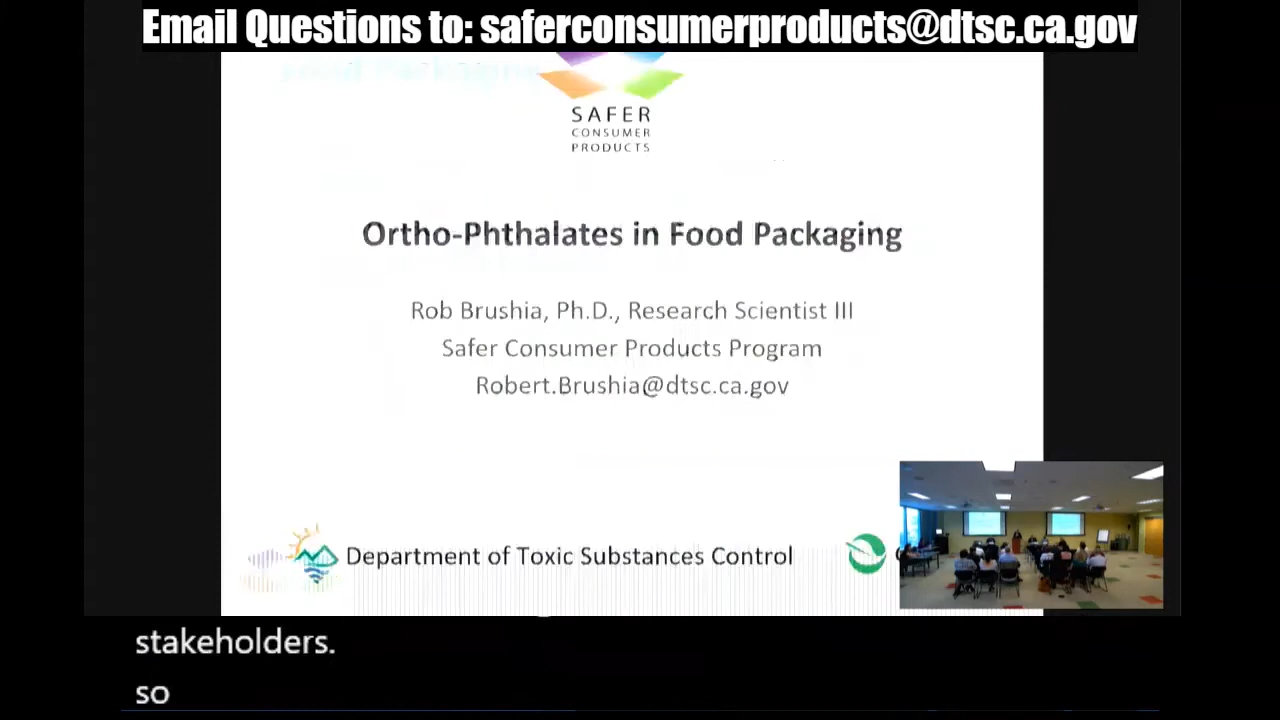 Email Questions to: saferconsumerproducts@dtsc.ca.gov
SAFER
CONSUMER
PRODUCTS
Ortho-Phthalates in Food Packaging
Rob Brushia, Ph.D., Research Scientist III
Safer Consumer Products Program
Robert.Brushia@dtsc.ca.gov
Department of Toxic Substances Control
stakeholders.
so